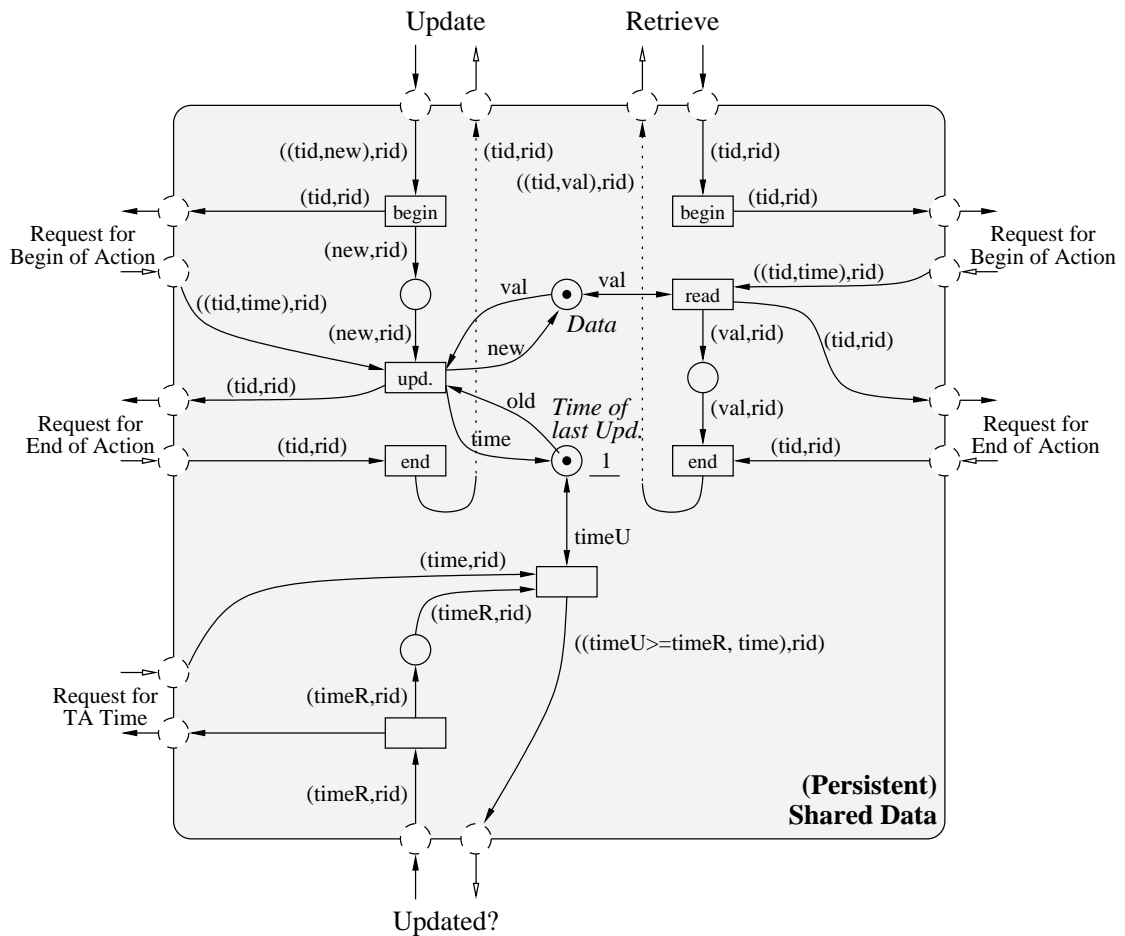 Update
Retrieve
((tid,new),rid)
(tid,rid)
((tid,val),rid)
(tid,rid)
(tid,rid)
begin
begin
(tid,rid)
Request for
Begin of Action
Request for
Begin of Action
(new,rid)
((tid,time),rid)
((tid,time),rid)
val
val
read
Data
(new,rid)
new
(val,rid)
(tid,rid)
upd.
(tid,rid)
old
Time of
last Upd.
(val,rid)
Request for
End of Action
Request for
End of Action
time
(tid,rid)
end
1
end
(tid,rid)
timeU
(time,rid)
(timeR,rid)
((timeU>=timeR, time),rid)
Request for
TA Time
(timeR,rid)
(timeR,rid)
(Persistent)
Shared Data
Updated?